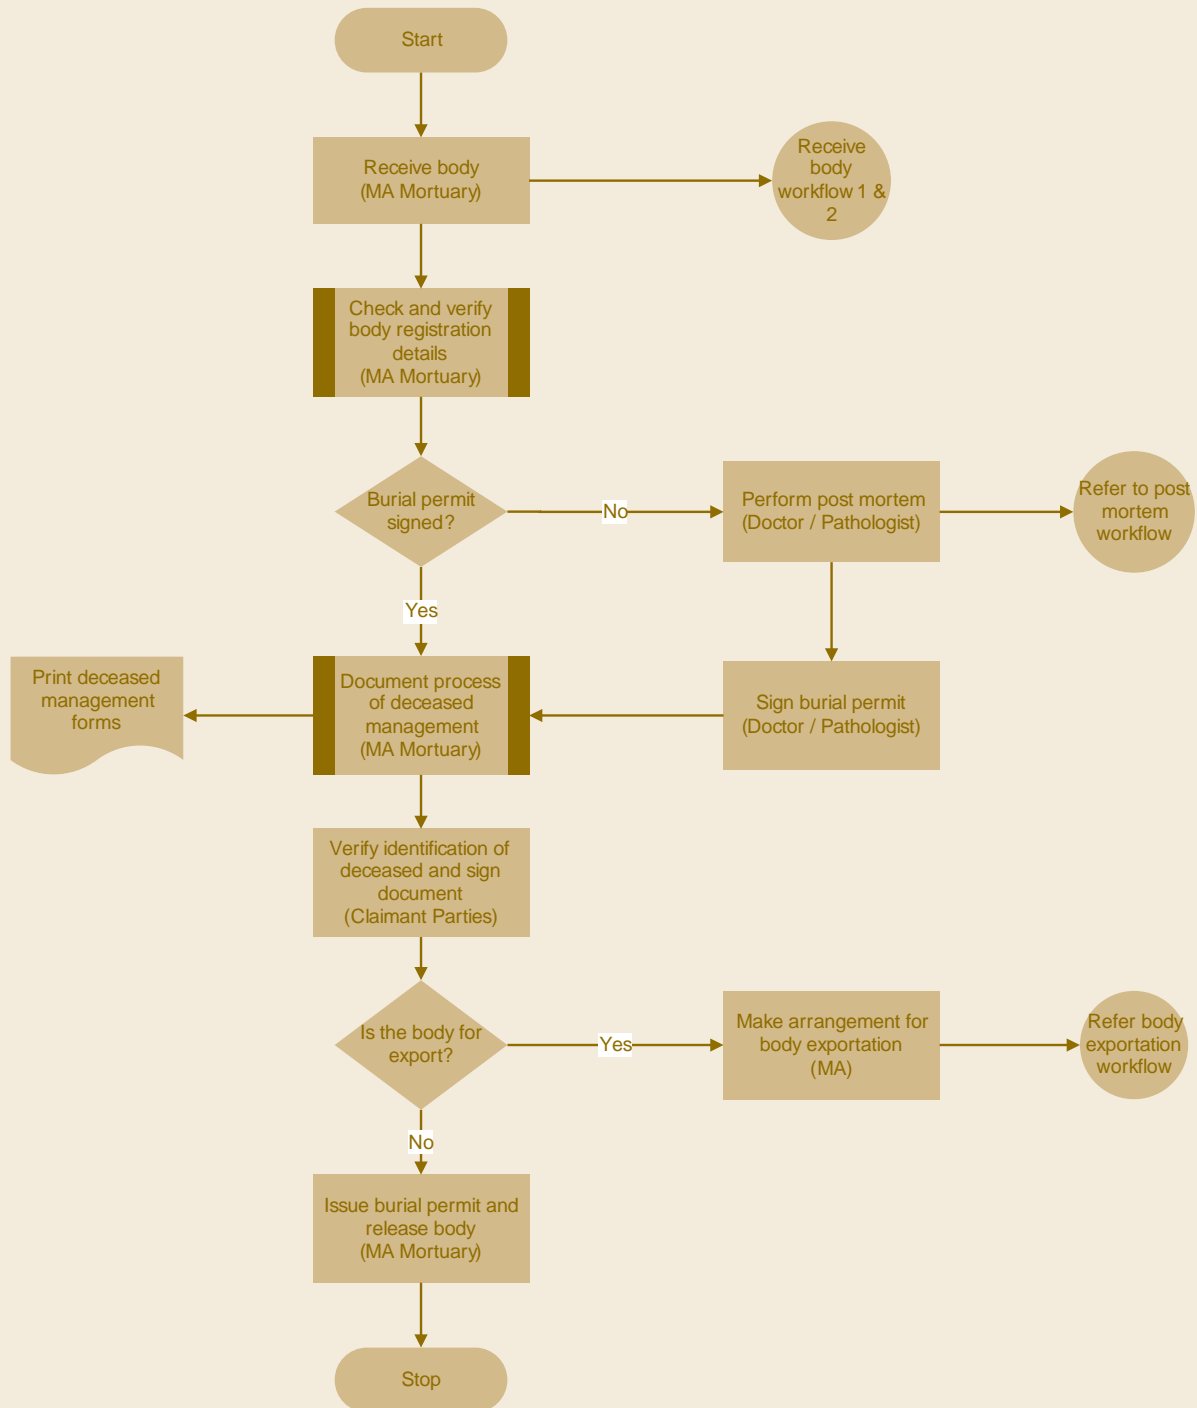 Start
Receive body
(MA Mortuary)
Receive
body
workflow 1 &
2
Check and verify
body registration
details
(MA Mortuary)
Burial permit
signed?
No
Perform post mortem
(Doctor / Pathologist)
Refer to post
mortem
workflow
Yes
Print deceased
management
forms
Document process
of deceased
management
(MA Mortuary)
Sign burial permit
(Doctor / Pathologist)
Verify identification of
deceased and sign
document
(Claimant Parties)
Is the body for
export?
Yes
Make arrangement for
body exportation
(MA)
Refer body
exportation
workflow
No
Issue burial permit and
release body
(MA Mortuary)
Stop